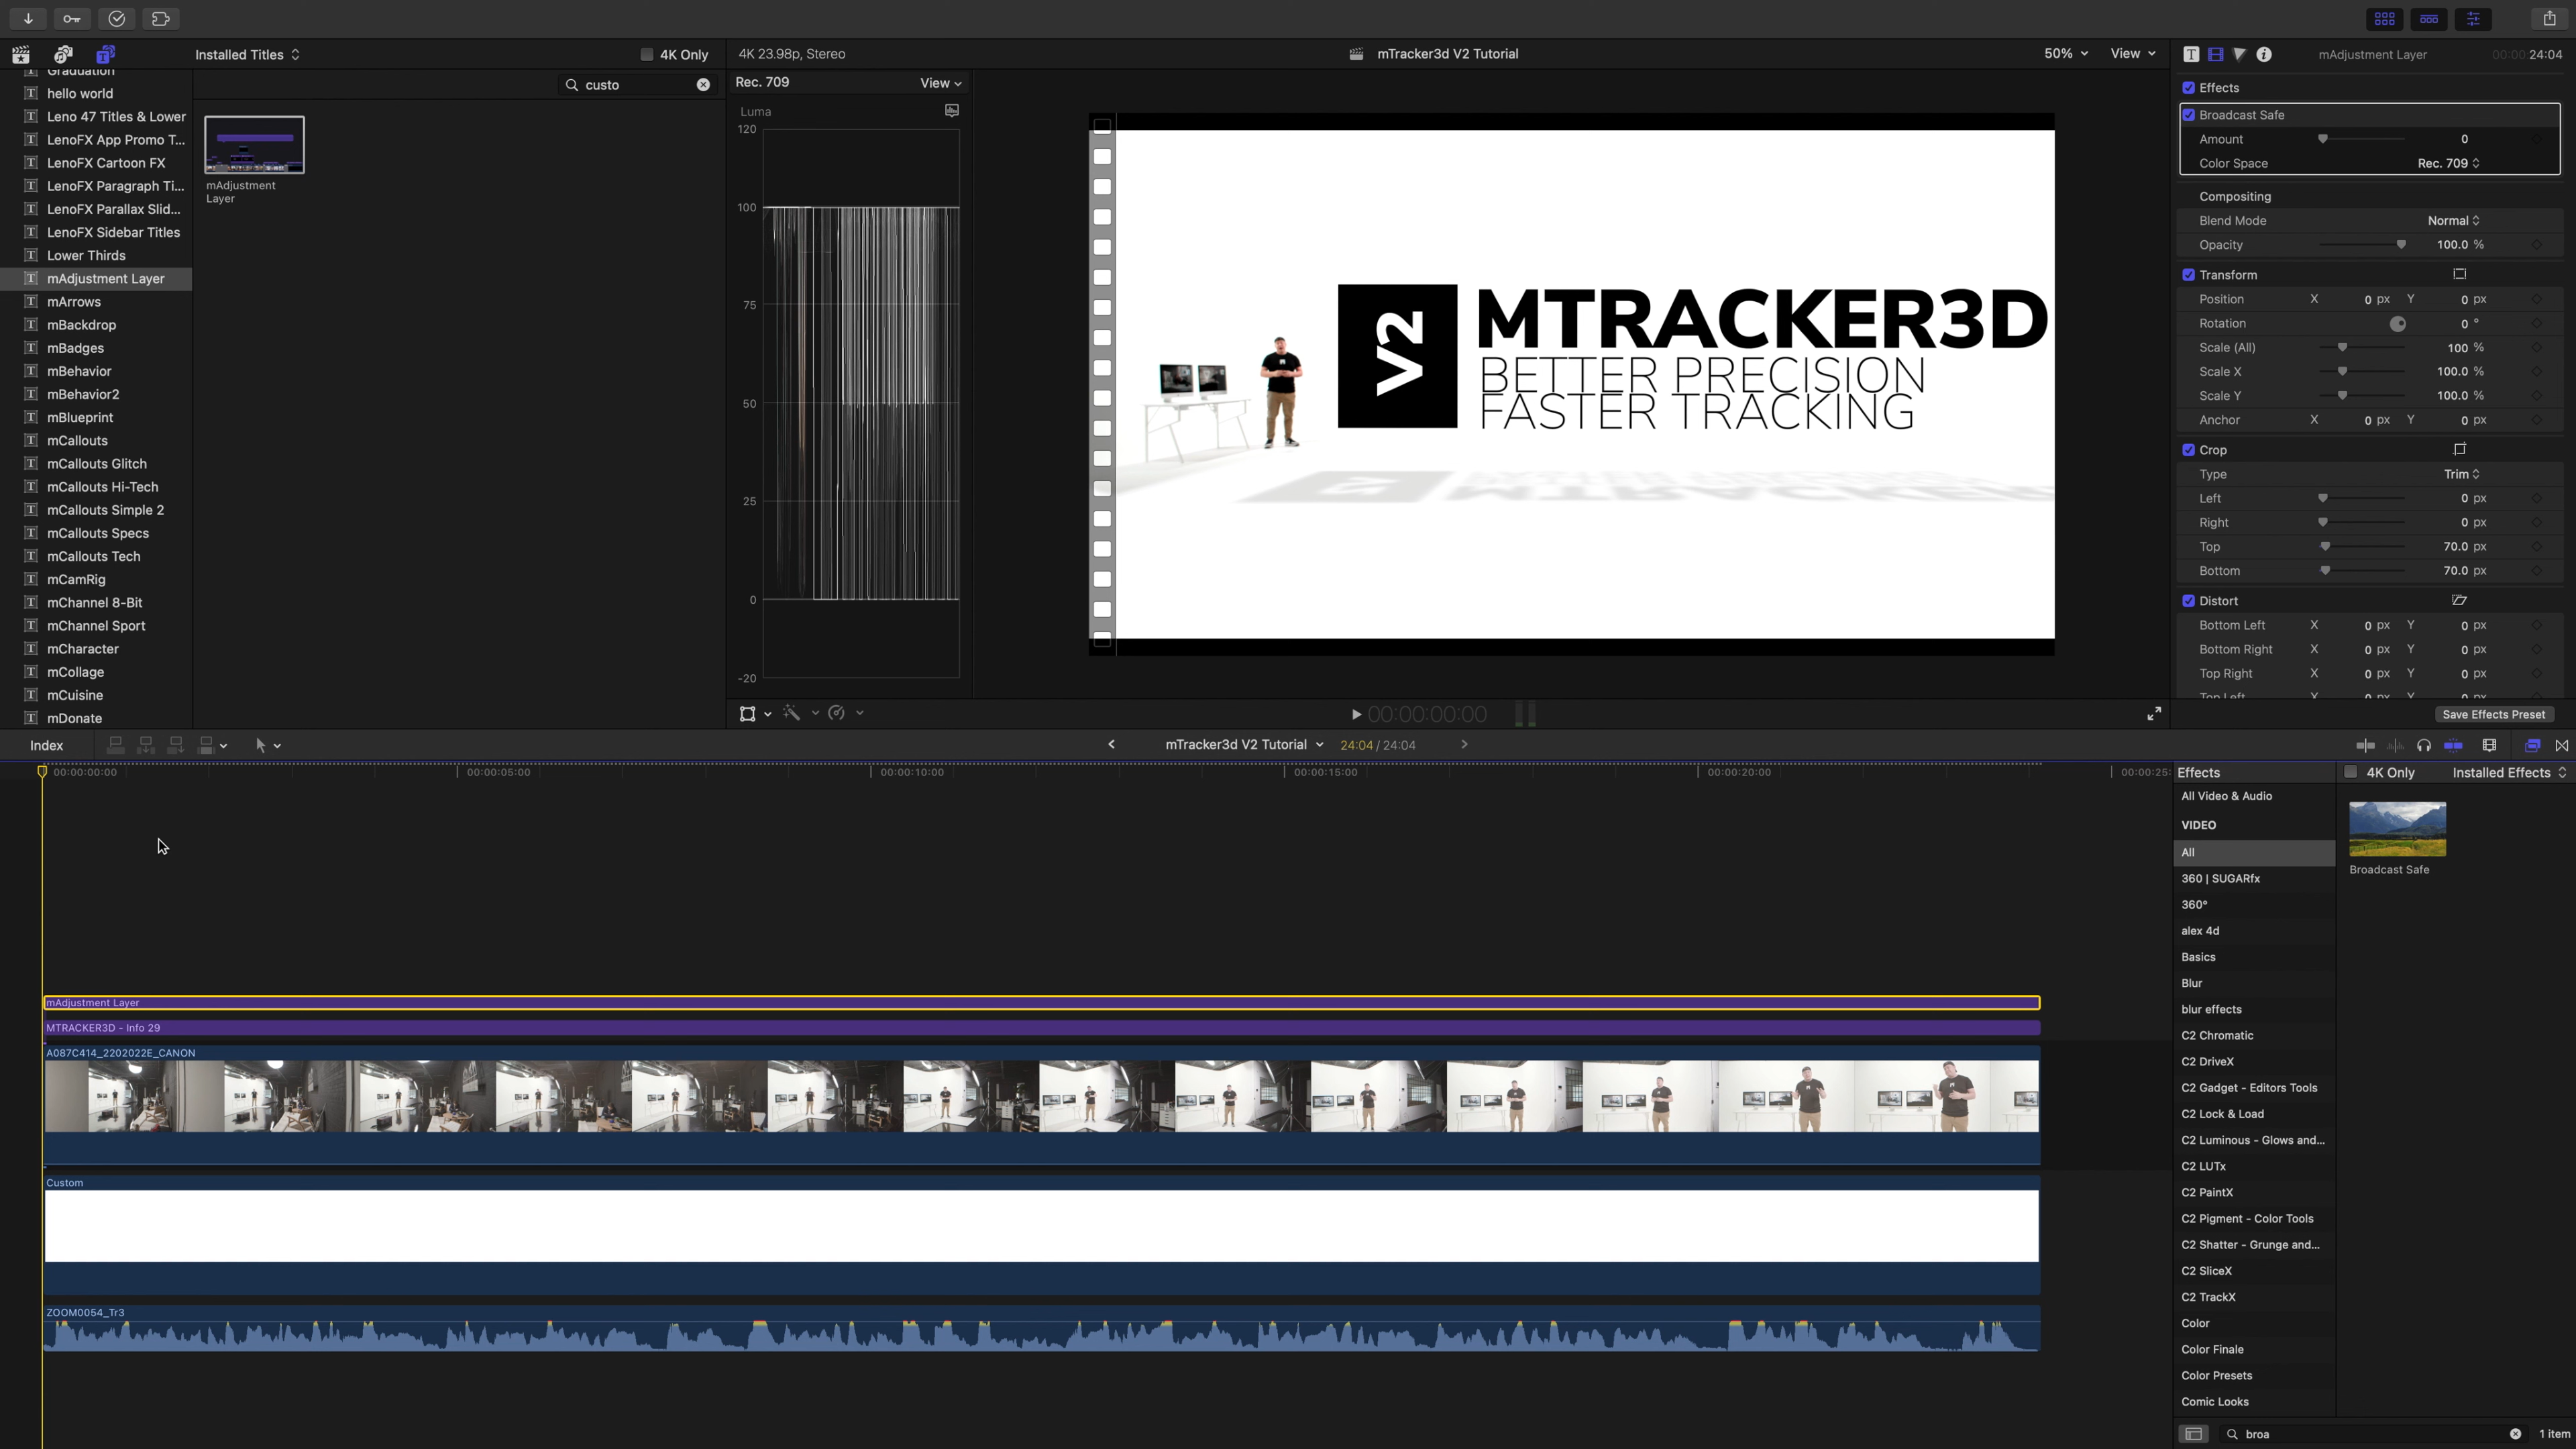 Installed Titles
4K Only
4K 23.98p, Stereo
mTracker3d V2 Tutorial
50%
View
mAdjustment Layer
00:00:24:04
Graduation
hello world
Leno 47 Titles & Lower
LenoFX App Promo T...
LenoFX Cartoon FX
LenoFX Paragraph Ti...
LenoFX Parallax Slid...
LenoFX Sidebar Titles
Lower Thirds
mAdjustment Layer
mArrows
mBackdrop
mBadges
mBehavior
mBehavior2
mBlueprint
mCallouts
mCallouts Glitch
mCallouts Hi-Tech
mCallouts Simple 2
mCallouts Specs
mCallouts Tech
mCamRig
mChannel 8-Bit
mChannel Sport
mCharacter
mCollage
mCuisine
mDonate
custo
mAdjustment
Layer
Rec. 709
View
Luma
120
100
75
50
25
0
-20
V2
MTRACKER3D
BETTER PRECISION
FASTER TRACKING
00:00:00:00
Effects
Broadcast Safe
Amount 0
Color Space Rec. 709
Compositing
Blend Mode Normal
Opacity 100.0 %
Transform
Position X 0 px Y 0 px
Rotation 0 °
Scale (All) 100 %
Scale X 100.0 %
Scale Y 100.0 %
Anchor X 0 px Y 0 px
Crop
Type Trim
Left 0 px
Right 0 px
Top 70.0 px
Bottom 70.0 px
Distort
Bottom Left X 0 px Y 0 px
Bottom Right X 0 px Y 0 px
Top Right X 0 px Y 0 px
Top Left X 0 px Y 0 px
Save Effects Preset
Index
mTracker3d V2 Tutorial
24:04 / 24:04
00:00:00:00
00:00:05:00
00:00:10:00
00:00:15:00
00:00:20:00
00:00:25:
mAdjustment Layer
MTRACKER3D - Info 29
A087C414_2202022E_CANON
Custom
ZOOM0054_Tr3
Effects
4K Only
Installed Effects
All Video & Audio
VIDEO
All
360 | SUGARfx
360°
alex 4d
Basics
Blur
blur effects
C2 Chromatic
C2 DriveX
C2 Gadget - Editors Tools
C2 Lock & Load
C2 Luminous - Glows and...
C2 LUTx
C2 PaintX
C2 Pigment - Color Tools
C2 Shatter - Grunge and...
C2 SliceX
C2 TrackX
Color
Color Finale
Color Presets
Comic Looks
Broadcast Safe
broa
1 item